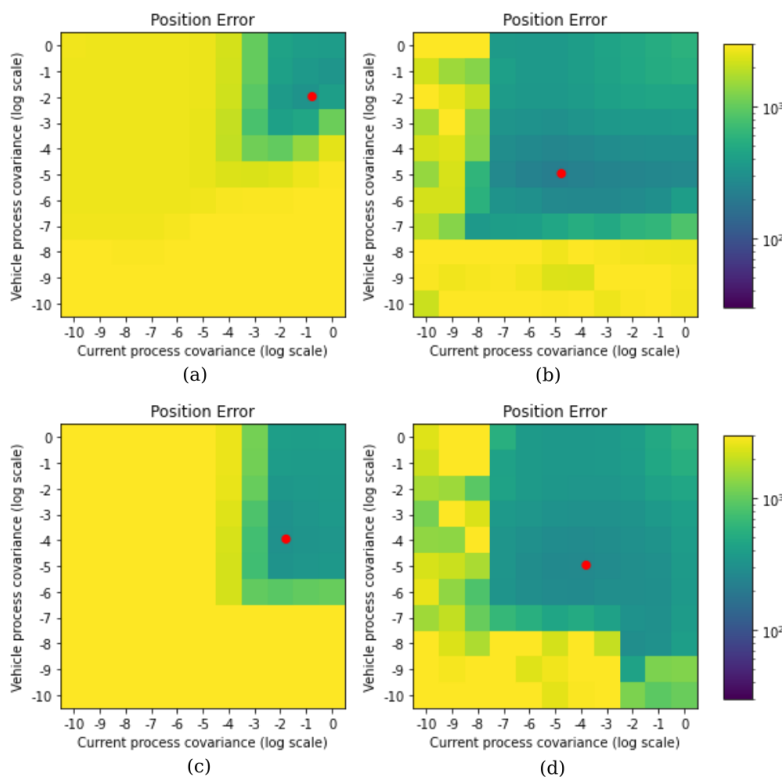 Position Error
Position Error
Vehicle process covariance (log scale)
0
-1
-2
-3
-4
-5
-6
-7
-8
-9
-10
-10 -9 -8 -7 -6 -5 -4 -3 -2 -1 0
Current process covariance (log scale)
(a)
Vehicle process covariance (log scale)
0
-1
-2
-3
-4
-5
-6
-7
-8
-9
-10
-10 -9 -8 -7 -6 -5 -4 -3 -2 -1 0
Current process covariance (log scale)
(b)
10³
10²
Position Error
Position Error
Vehicle process covariance (log scale)
0
-1
-2
-3
-4
-5
-6
-7
-8
-9
-10
-10 -9 -8 -7 -6 -5 -4 -3 -2 -1 0
Current process covariance (log scale)
(c)
Vehicle process covariance (log scale)
0
-1
-2
-3
-4
-5
-6
-7
-8
-9
-10
-10 -9 -8 -7 -6 -5 -4 -3 -2 -1 0
Current process covariance (log scale)
(d)
10³
10²